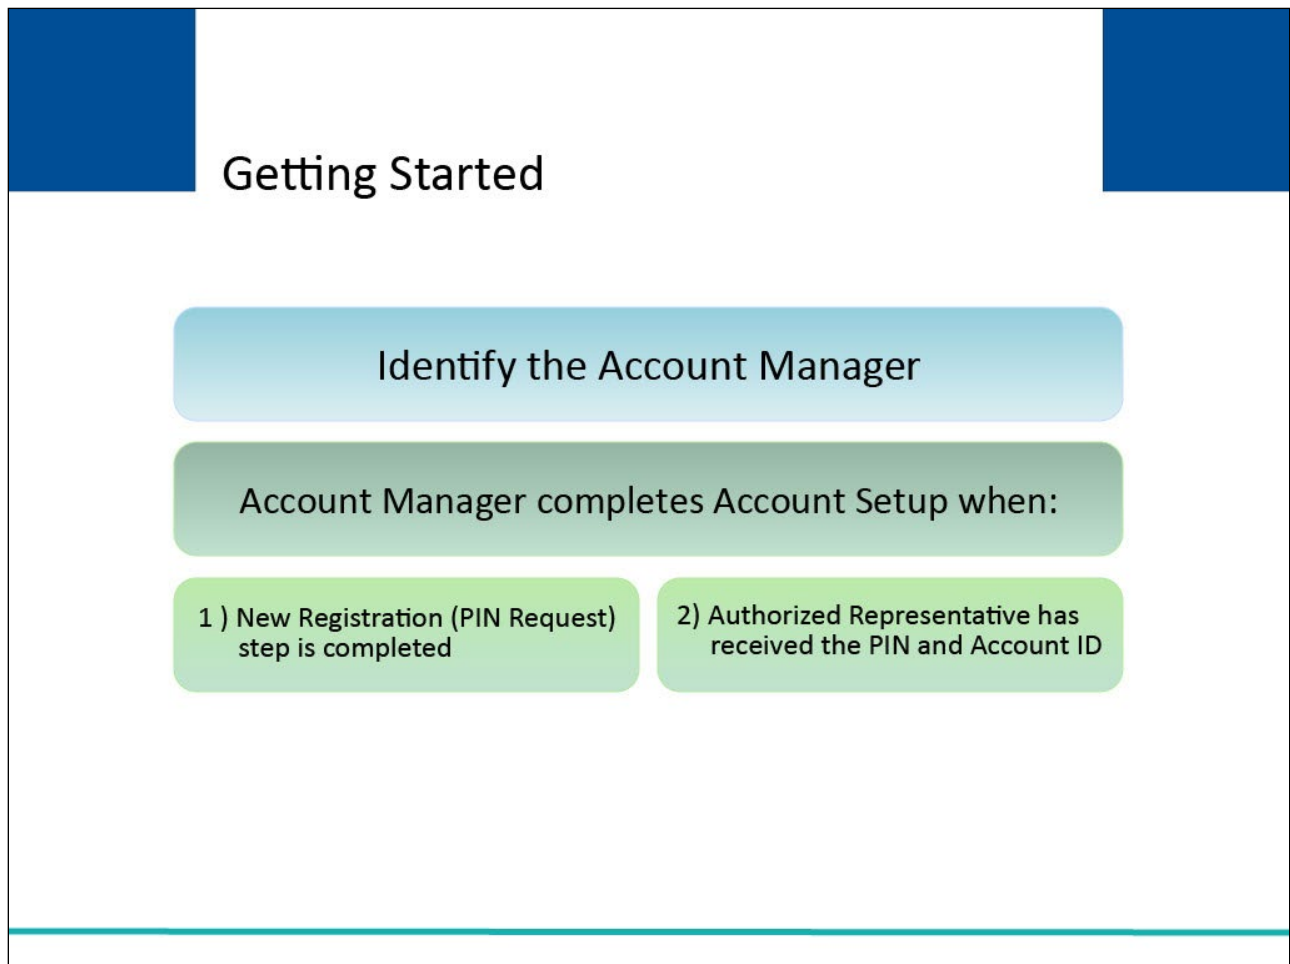 Getting Started
Identify the Account Manager
Account Manager completes Account Setup when:
1 ) New Registration (PIN Request)
step is completed
2) Authorized Representative has
received the PIN and Account ID